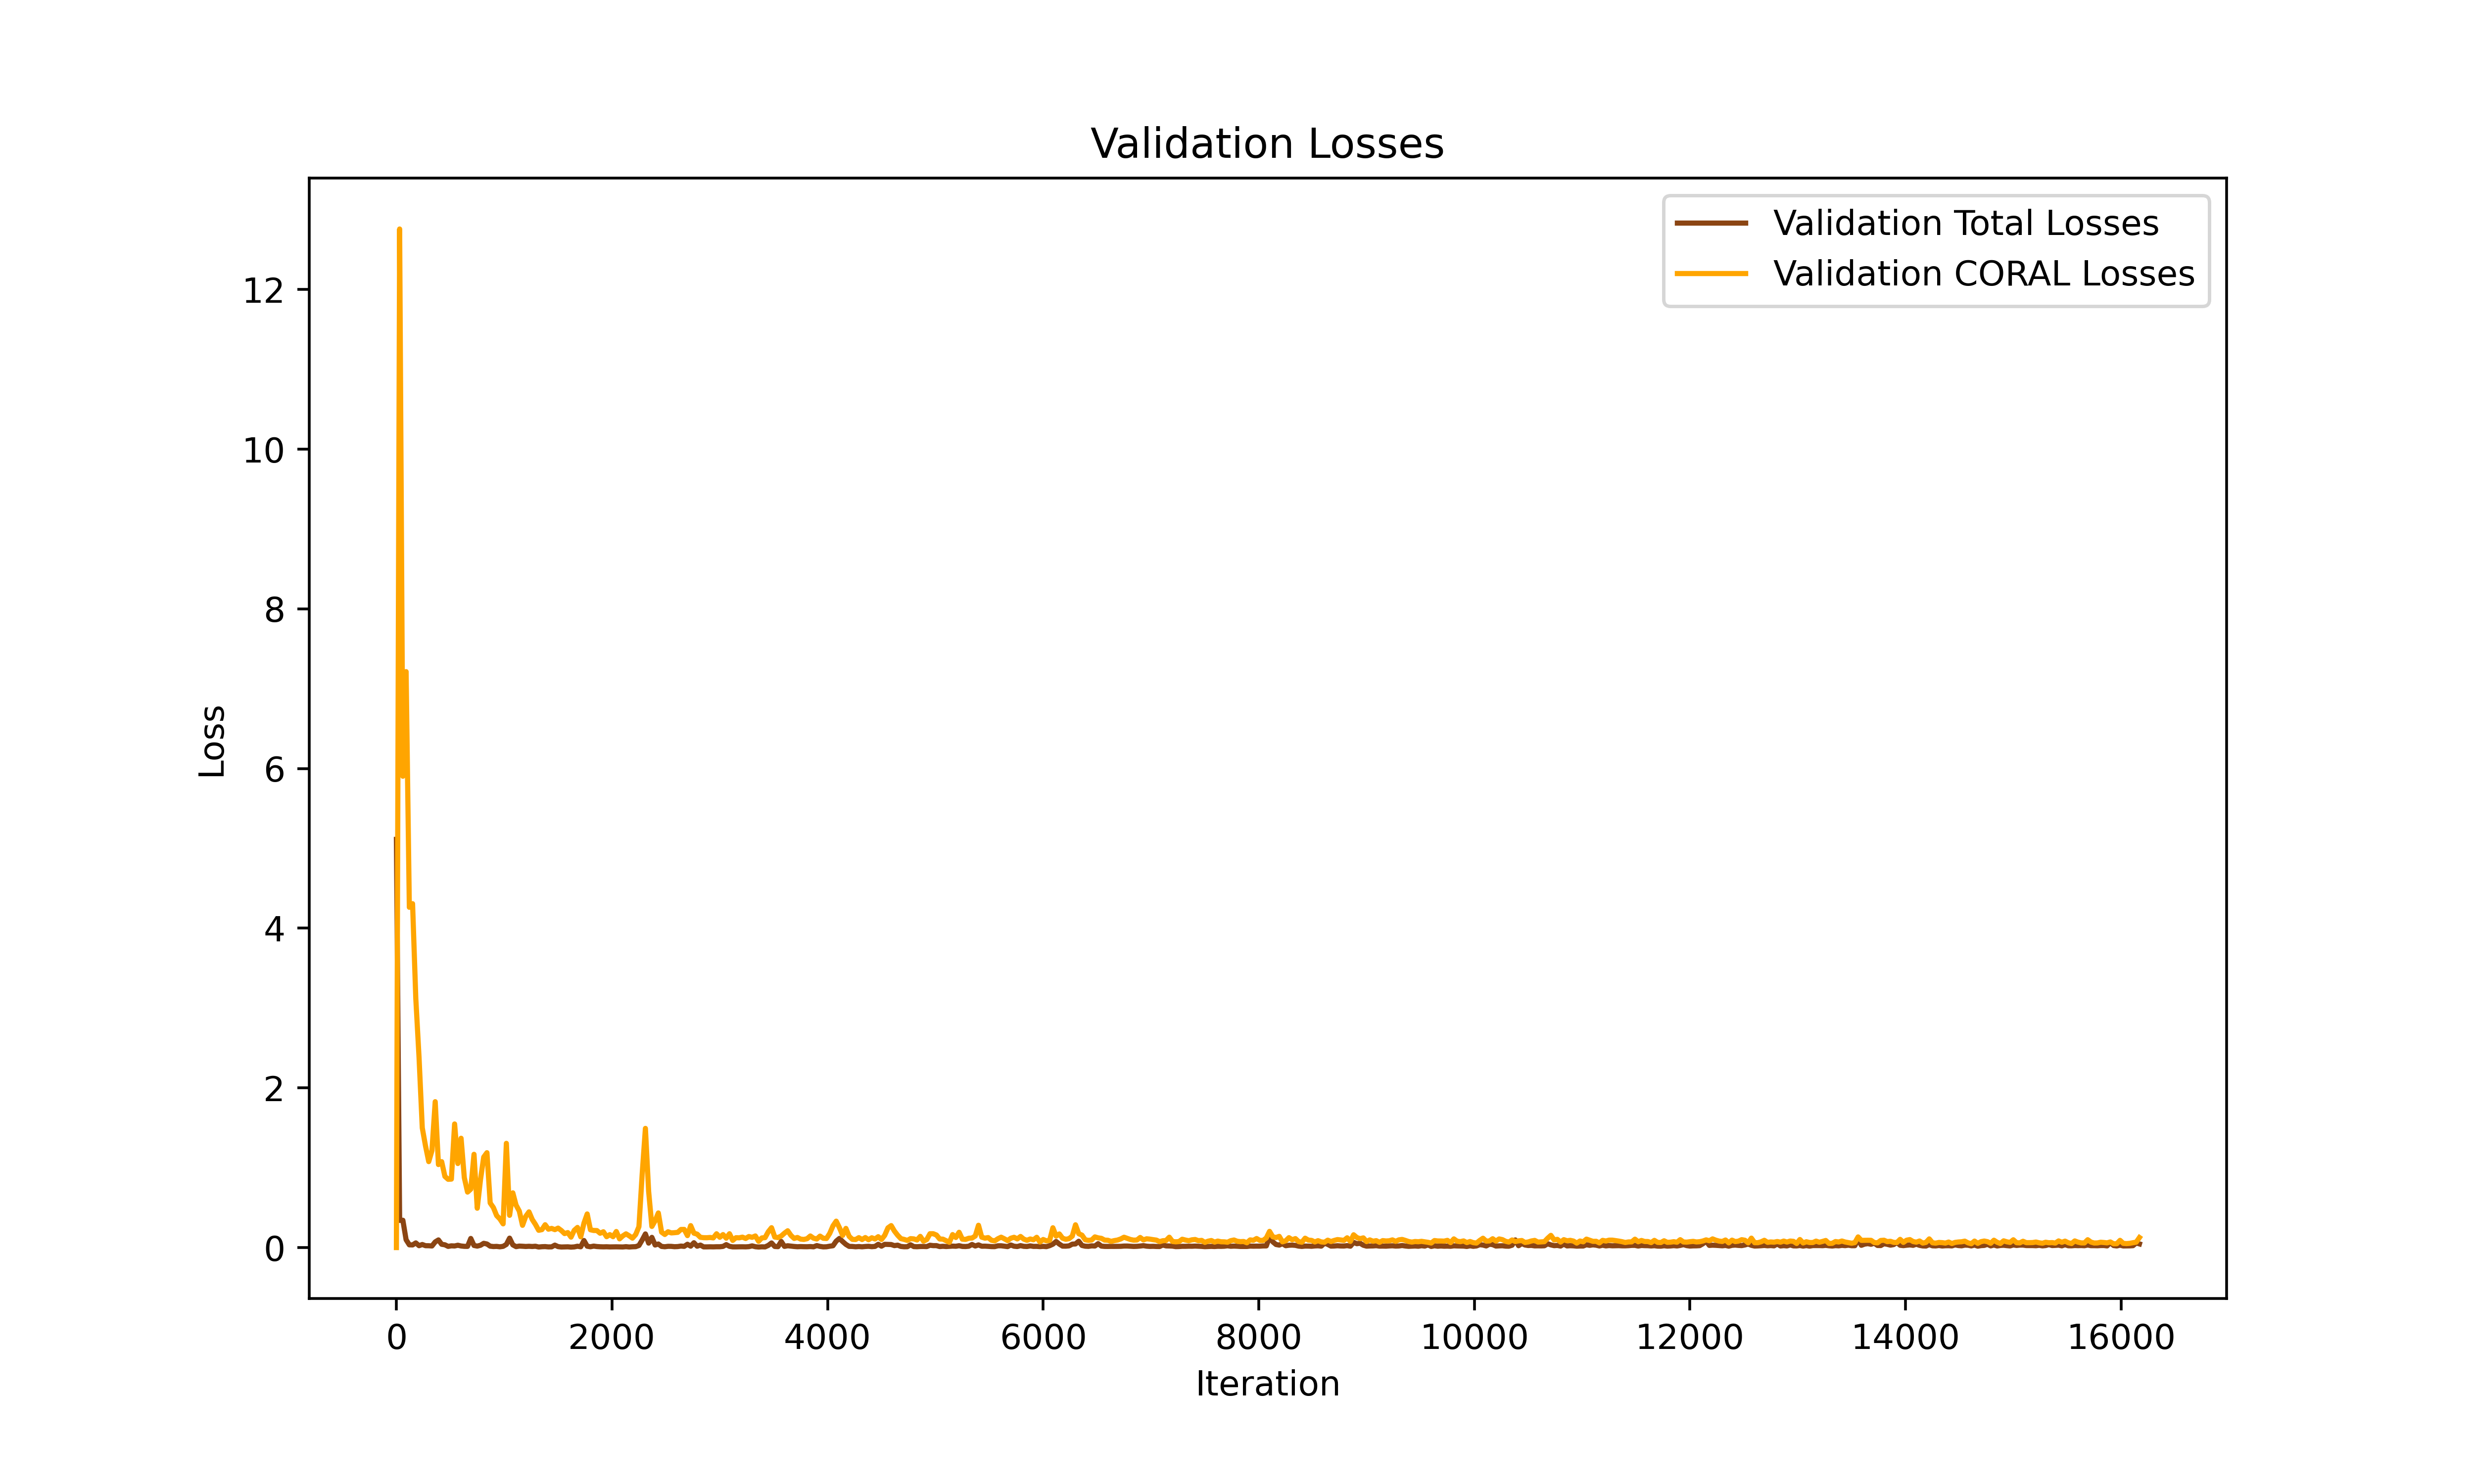 Validation Losses
Validation Total Losses
Validation CORAL Losses
12
10
8
6
4
2
0
Loss
0 2000 4000 6000 8000 10000 12000 14000 16000
Iteration